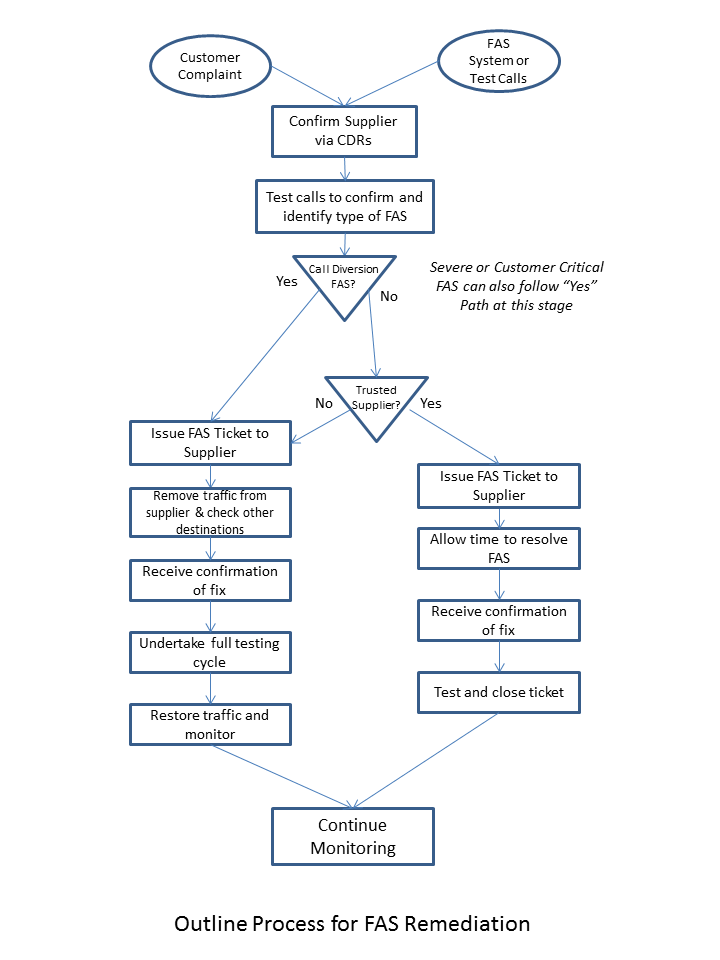 Customer
Complaint
FAS
System or
Test Calls
Confirm Supplier
via CDRs
Test calls to confirm and
identify type of FAS
Call Diversion
FAS?
Yes
No
Severe or Customer Critical
FAS can also follow “Yes”
Path at this stage
Trusted
Supplier?
No
Yes
Issue FAS Ticket to
Supplier
Remove traffic from
supplier & check other
destinations
Receive confirmation
of fix
Undertake full testing
cycle
Restore traffic and
monitor
Issue FAS Ticket to
Supplier
Allow time to resolve
FAS
Receive confirmation
of fix
Test and close ticket
Continue
Monitoring
Outline Process for FAS Remediation